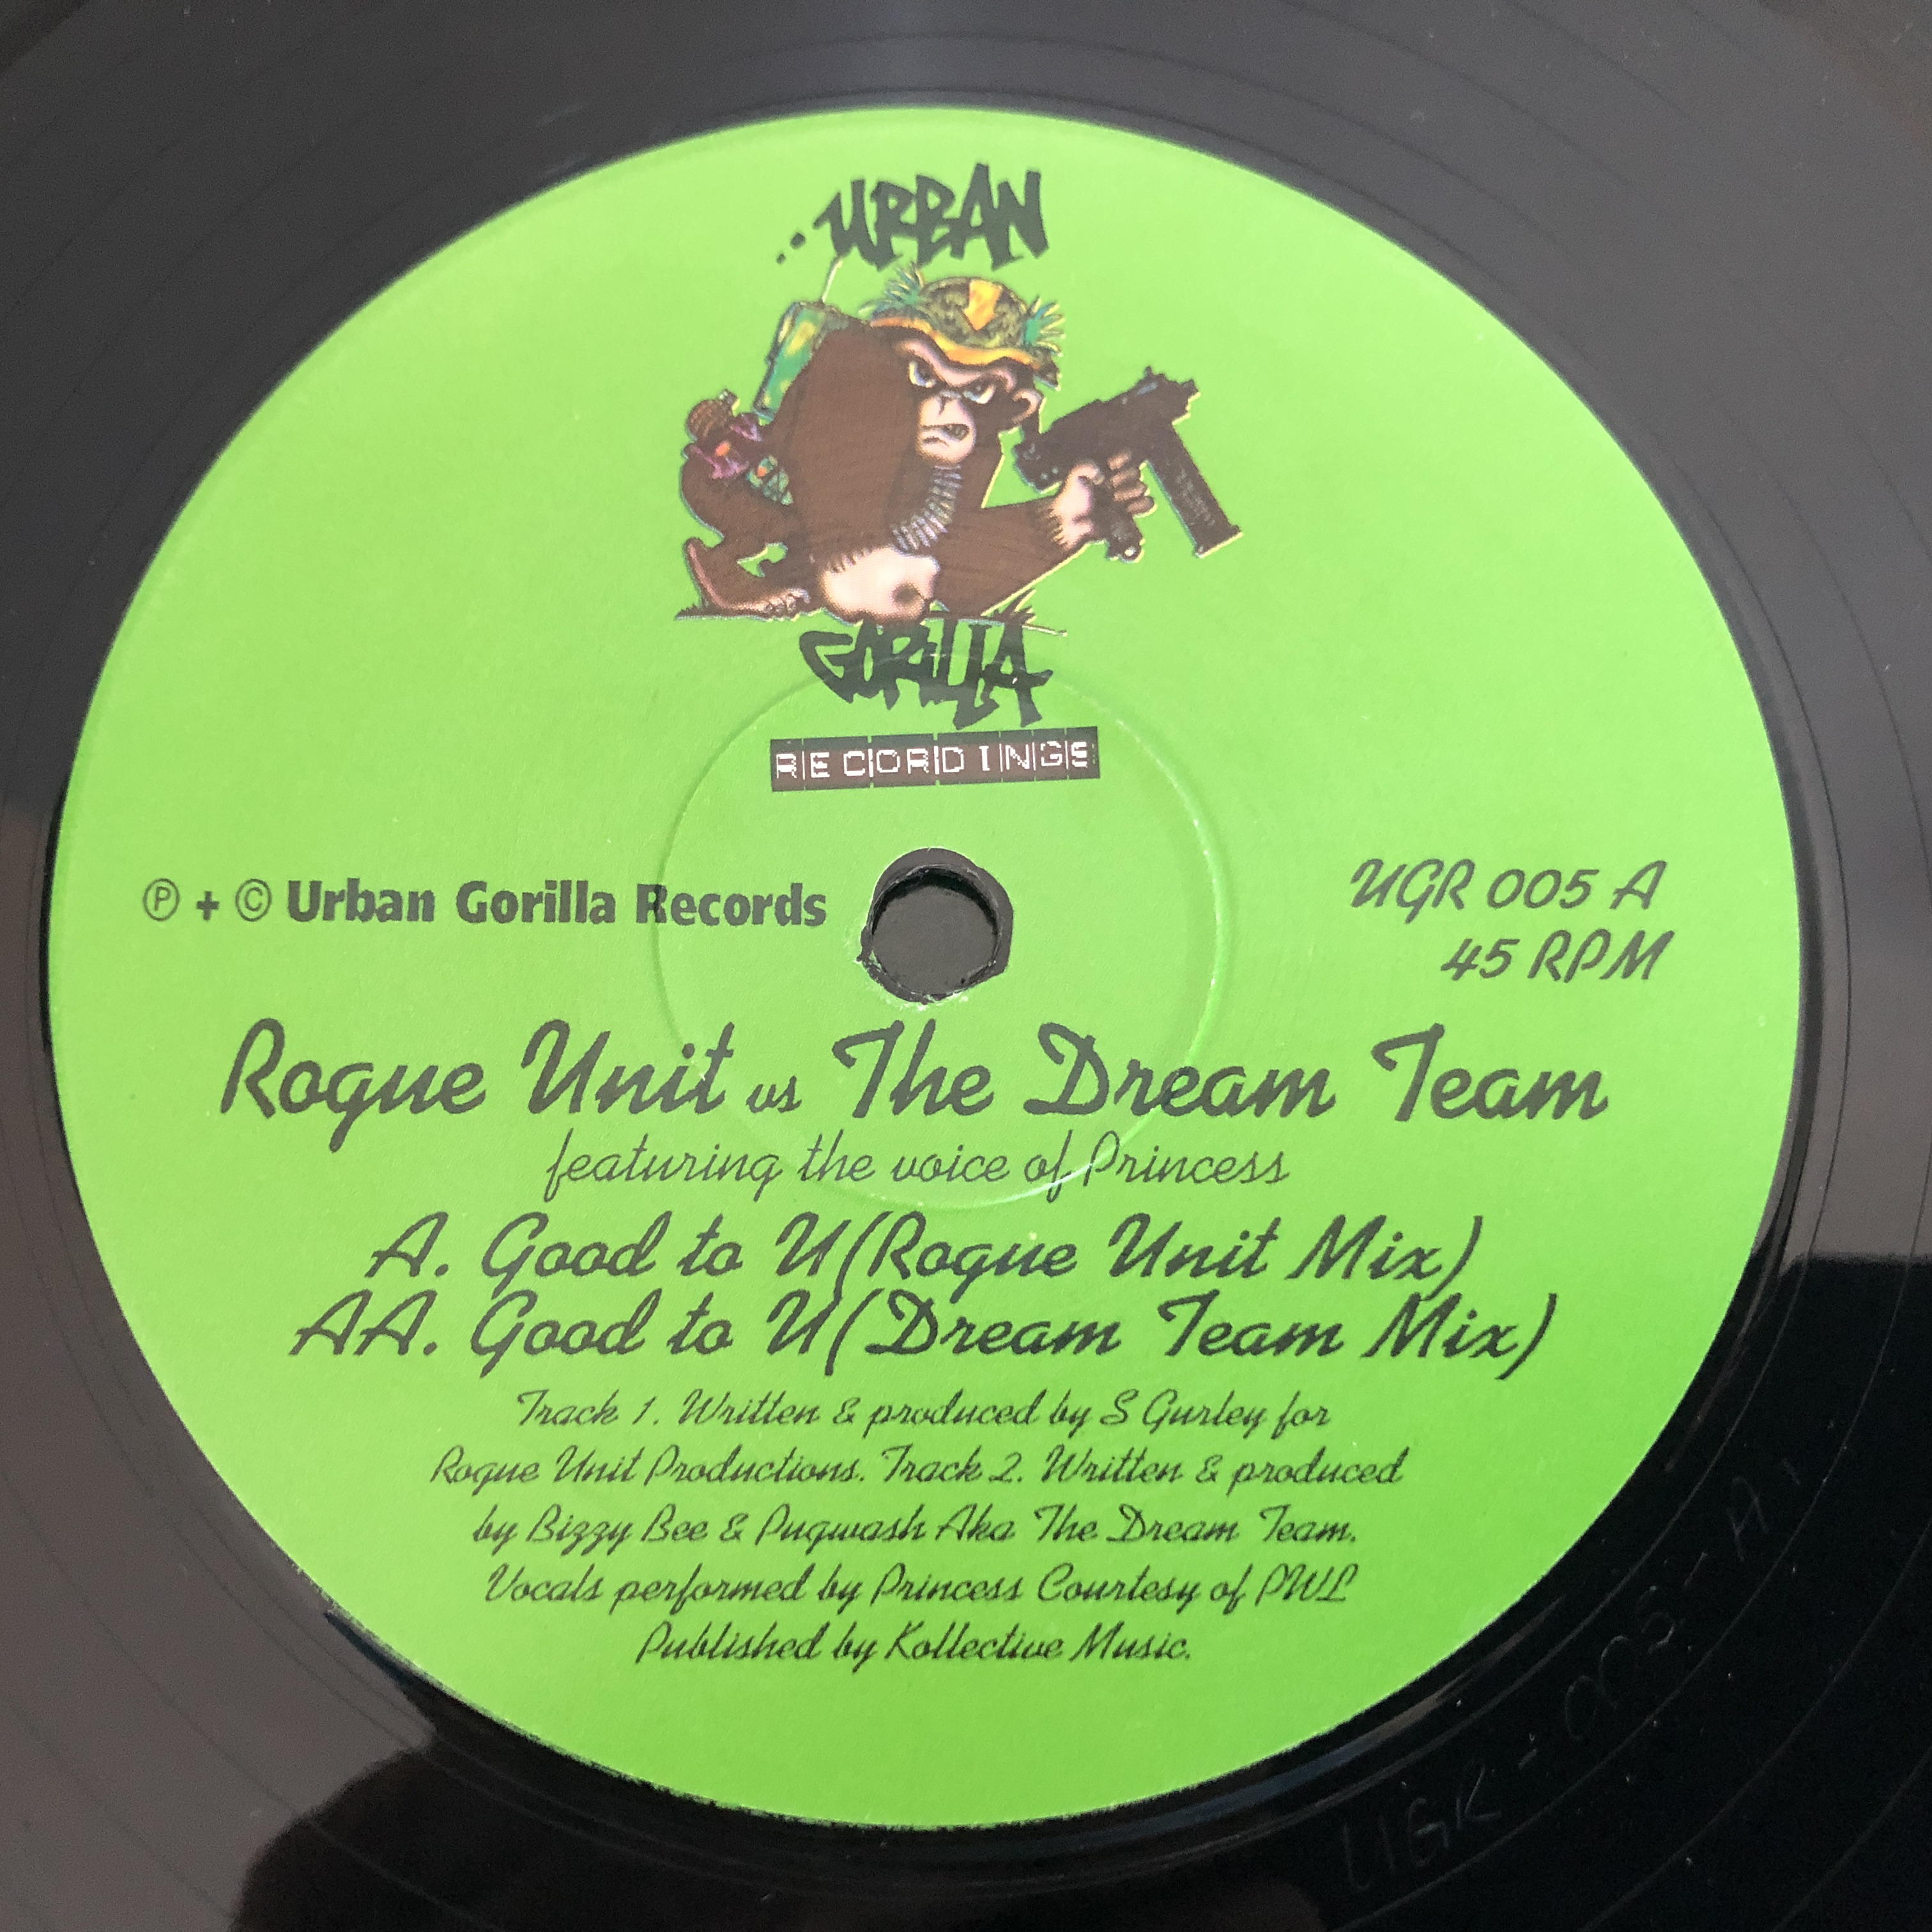 URBAN
GORILLA
RECORDINGS
℗ + © Urban Gorilla Records
UGR 005 A
45 RPM
Rogue Unit vs The Dream Team
featuring the voice of Princess
A. Good to U(Rogue Unit Mix)
AA. Good to U(Dream Team Mix)
Track 1. Written & produced by S Gurley for
Rogue Unit Productions. Track 2. Written & produced
by Bizzy Bee & Pugwash Aka The Dream Team.
Vocals performed by Princess Courtesy of PWL
Published by Kollective Music.
UGR-005-A1